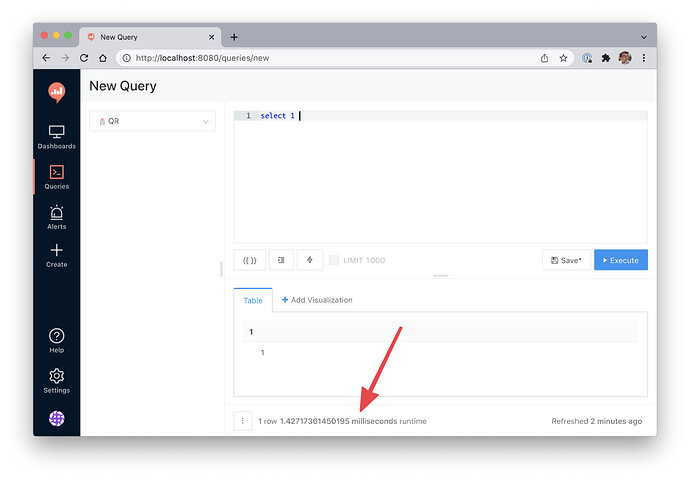 New Query
http://localhost:8080/queries/new
New Query
Dashboards
Queries
Alerts
Create
Help
Settings
QR
1 select 1
{{ }}
LIMIT 1000
Save*
Execute
Table
Add Visualization
1
1
1 row 1.42717361450195 milliseconds runtime
Refreshed 2 minutes ago